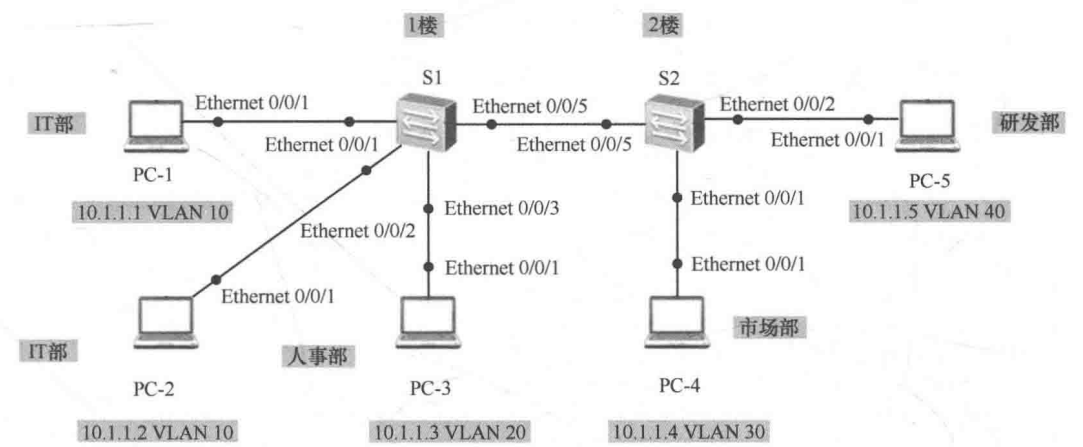 1楼
2楼
S1
S2
IT部
Ethernet 0/0/1
Ethernet 0/0/1
Ethernet 0/0/5
Ethernet 0/0/5
Ethernet 0/0/2
Ethernet 0/0/1
研发部
PC-1
PC-5
10.1.1.1 VLAN 10
10.1.1.5 VLAN 40
Ethernet 0/0/2
Ethernet 0/0/3
Ethernet 0/0/1
Ethernet 0/0/1
Ethernet 0/0/1
Ethernet 0/0/1
IT部
人事部
市场部
PC-2
PC-3
PC-4
10.1.1.2 VLAN 10
10.1.1.3 VLAN 20
10.1.1.4 VLAN 30